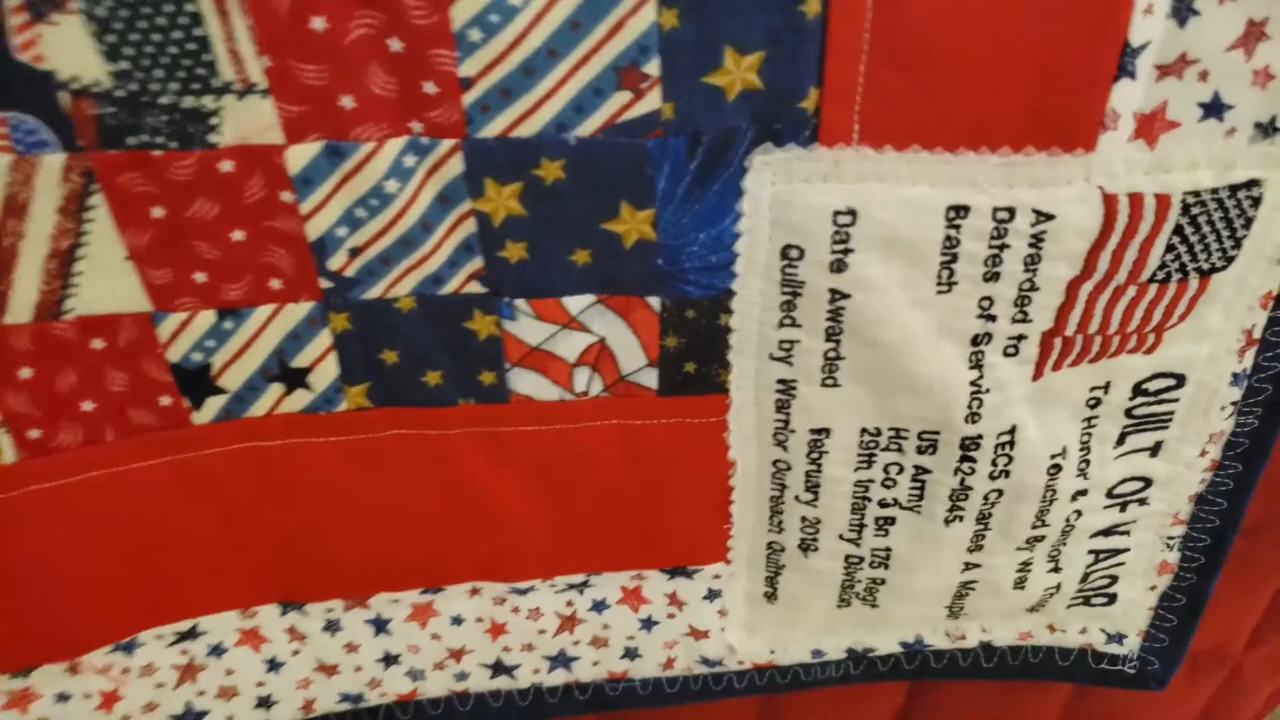 QUILT OF VALOR
To Honor & Comfort
Touched By War
Awarded to TEC5 Charles A
Dates of Service 1942-1945
Branch US Army
Hq Co 3 Bn 175 Regt
29th Infantry Division
Date Awarded February 2018
Quilted by Warrior Outreach Quilters